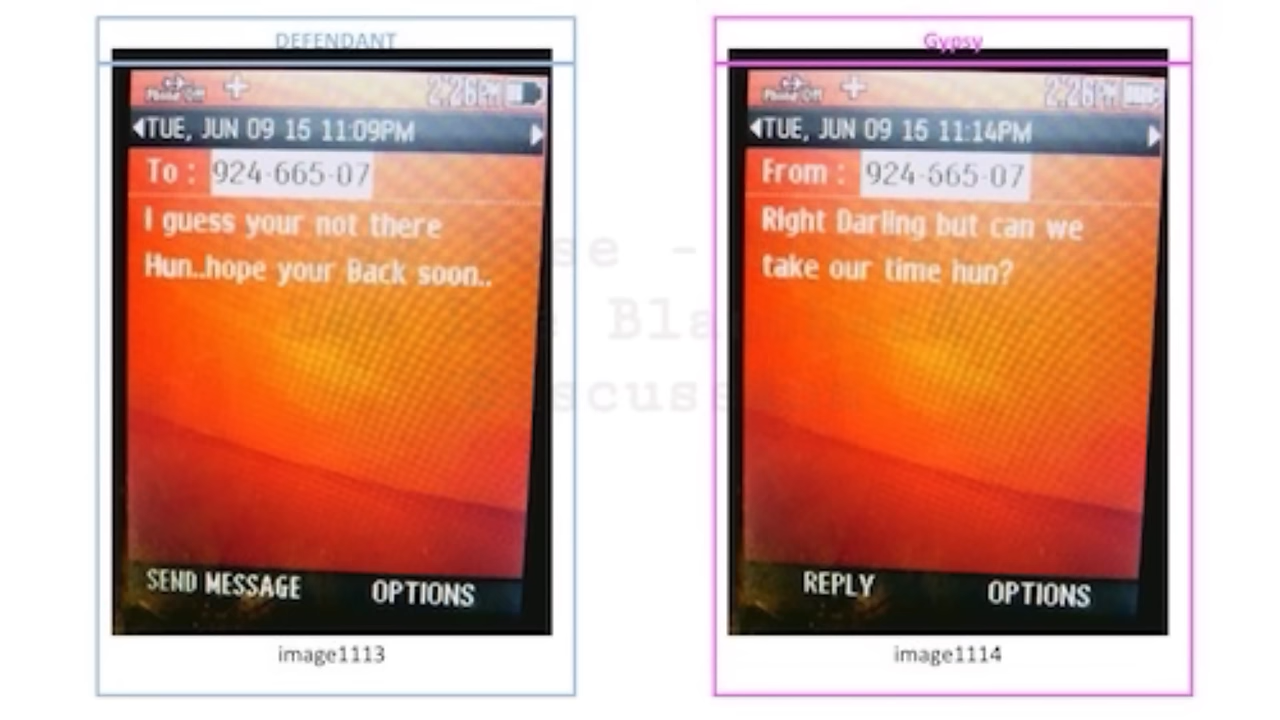 DEFENDANT
Phone Off
2:26PM
TUE, JUN 09 15 11:09PM
To : 924-665-07
I guess your not there
Hun..hope your Back soon..
SEND MESSAGE OPTIONS
image1113
Gypsy
Phone Off
2:26PM
TUE, JUN 09 15 11:14PM
From : 924-665-07
Right Darling but can we
take our time hun?
REPLY OPTIONS
image1114